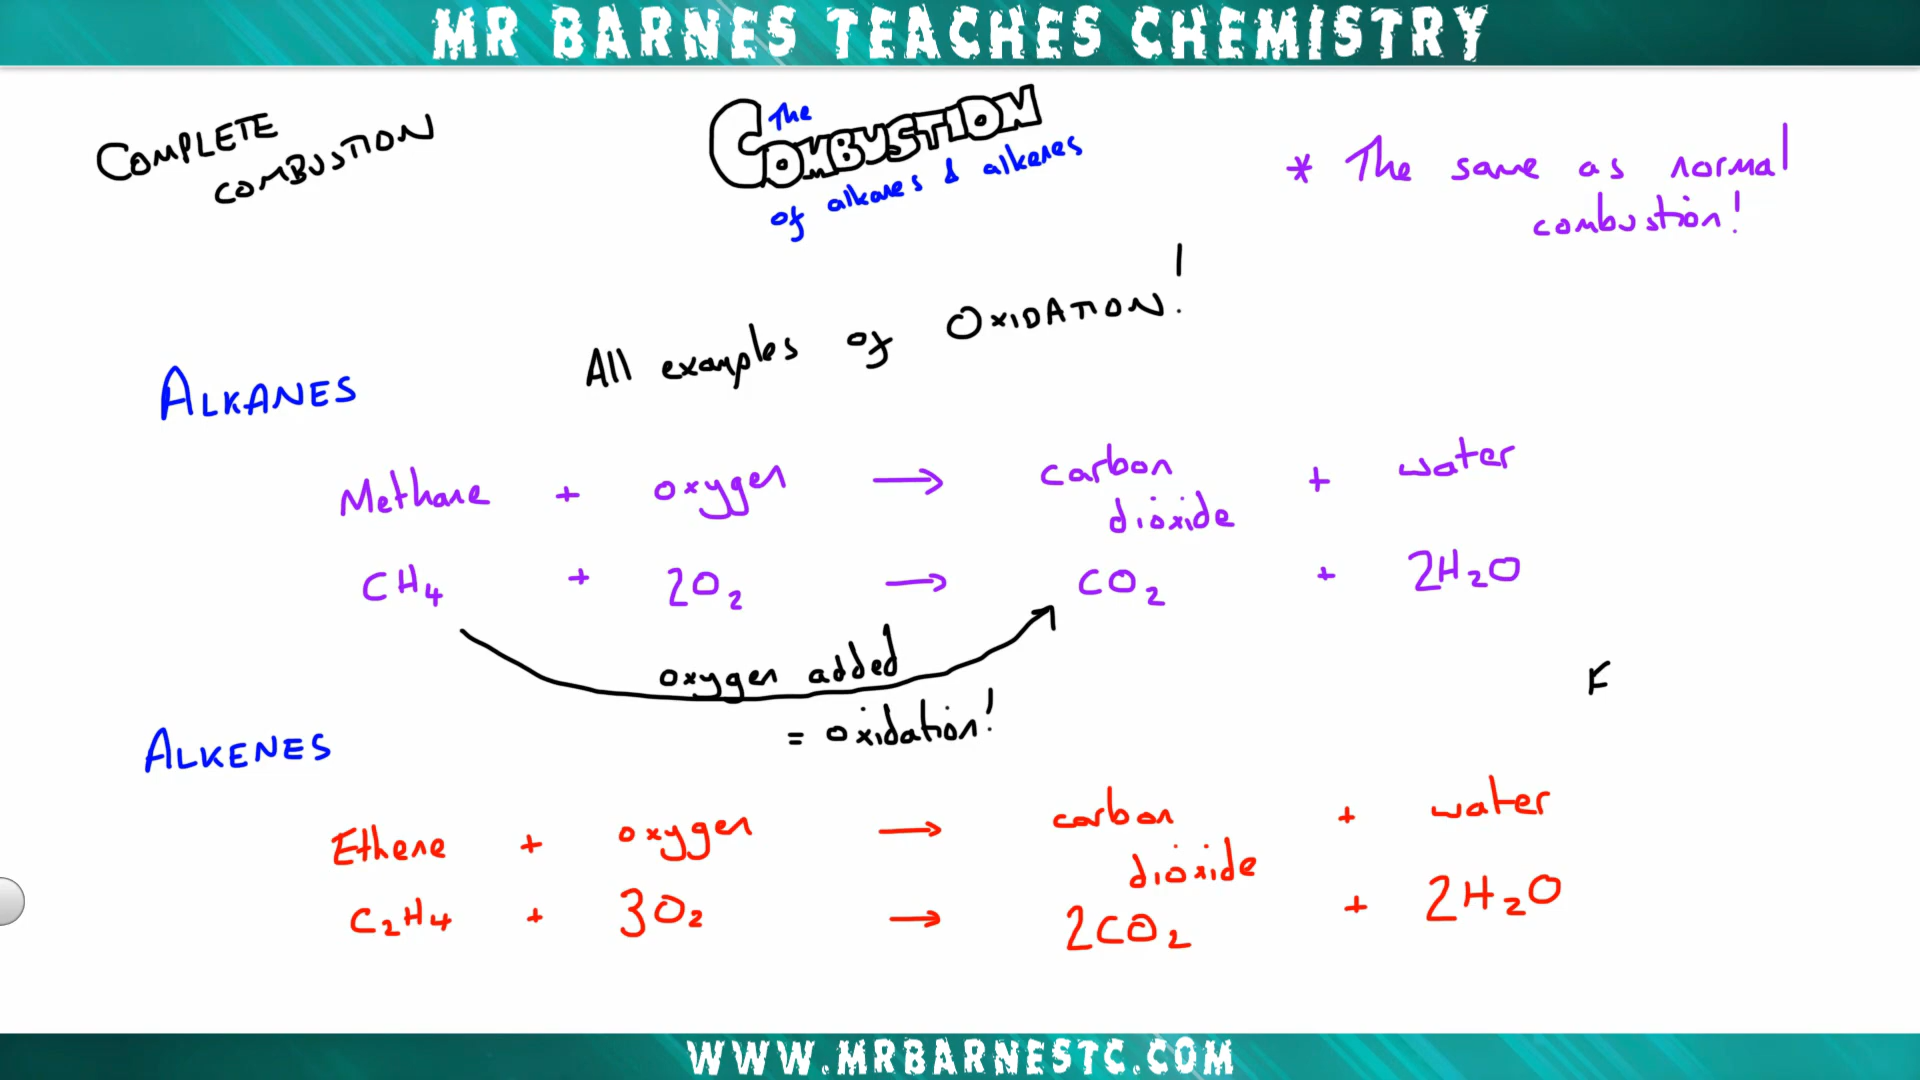 MR BARNES TEACHES CHEMISTRY
COMPLETE
COMBUSTION
The
COMBUSTION
of alkanes & alkenes
* The same as normal
combustion!
All examples of OXIDATION!
ALKANES
Methane + oxygen → carbon dioxide + water
CH₄ + 2O₂ → CO₂ + 2H₂O
oxygen added
= oxidation!
F
ALKENES
Ethene + oxygen → carbon dioxide + water
C₂H₄ + 3O₂ → 2CO₂ + 2H₂O
WWW.MRBARNESTC.COM